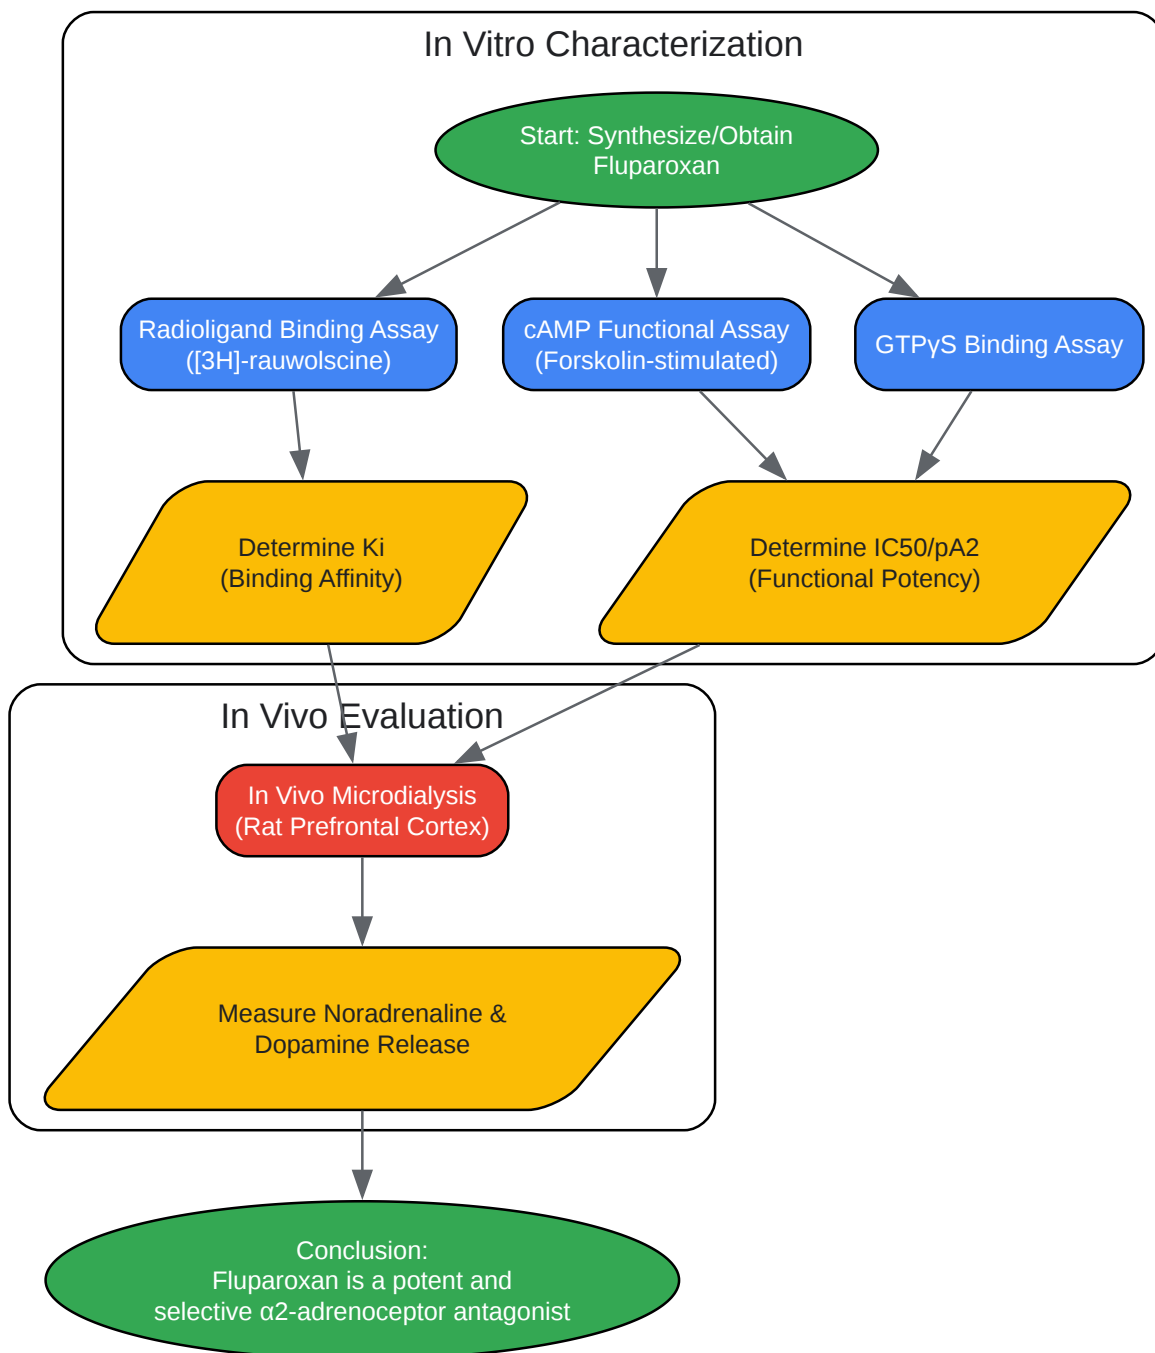 In Vitro Characterization
Start: Synthesize/Obtain
Fluparoxan
Radioligand Binding Assay
([3H]-rauwolscine)
cAMP Functional Assay
(Forskolin-stimulated)
GTPγS Binding Assay
Determine Ki
(Binding Affinity)
Determine IC50/pA2
(Functional Potency)
In Vivo Evaluation
In Vivo Microdialysis
(Rat Prefrontal Cortex)
Measure Noradrenaline &
Dopamine Release
Conclusion:
Fluparoxan is a potent and
selective α2-adrenoceptor antagonist